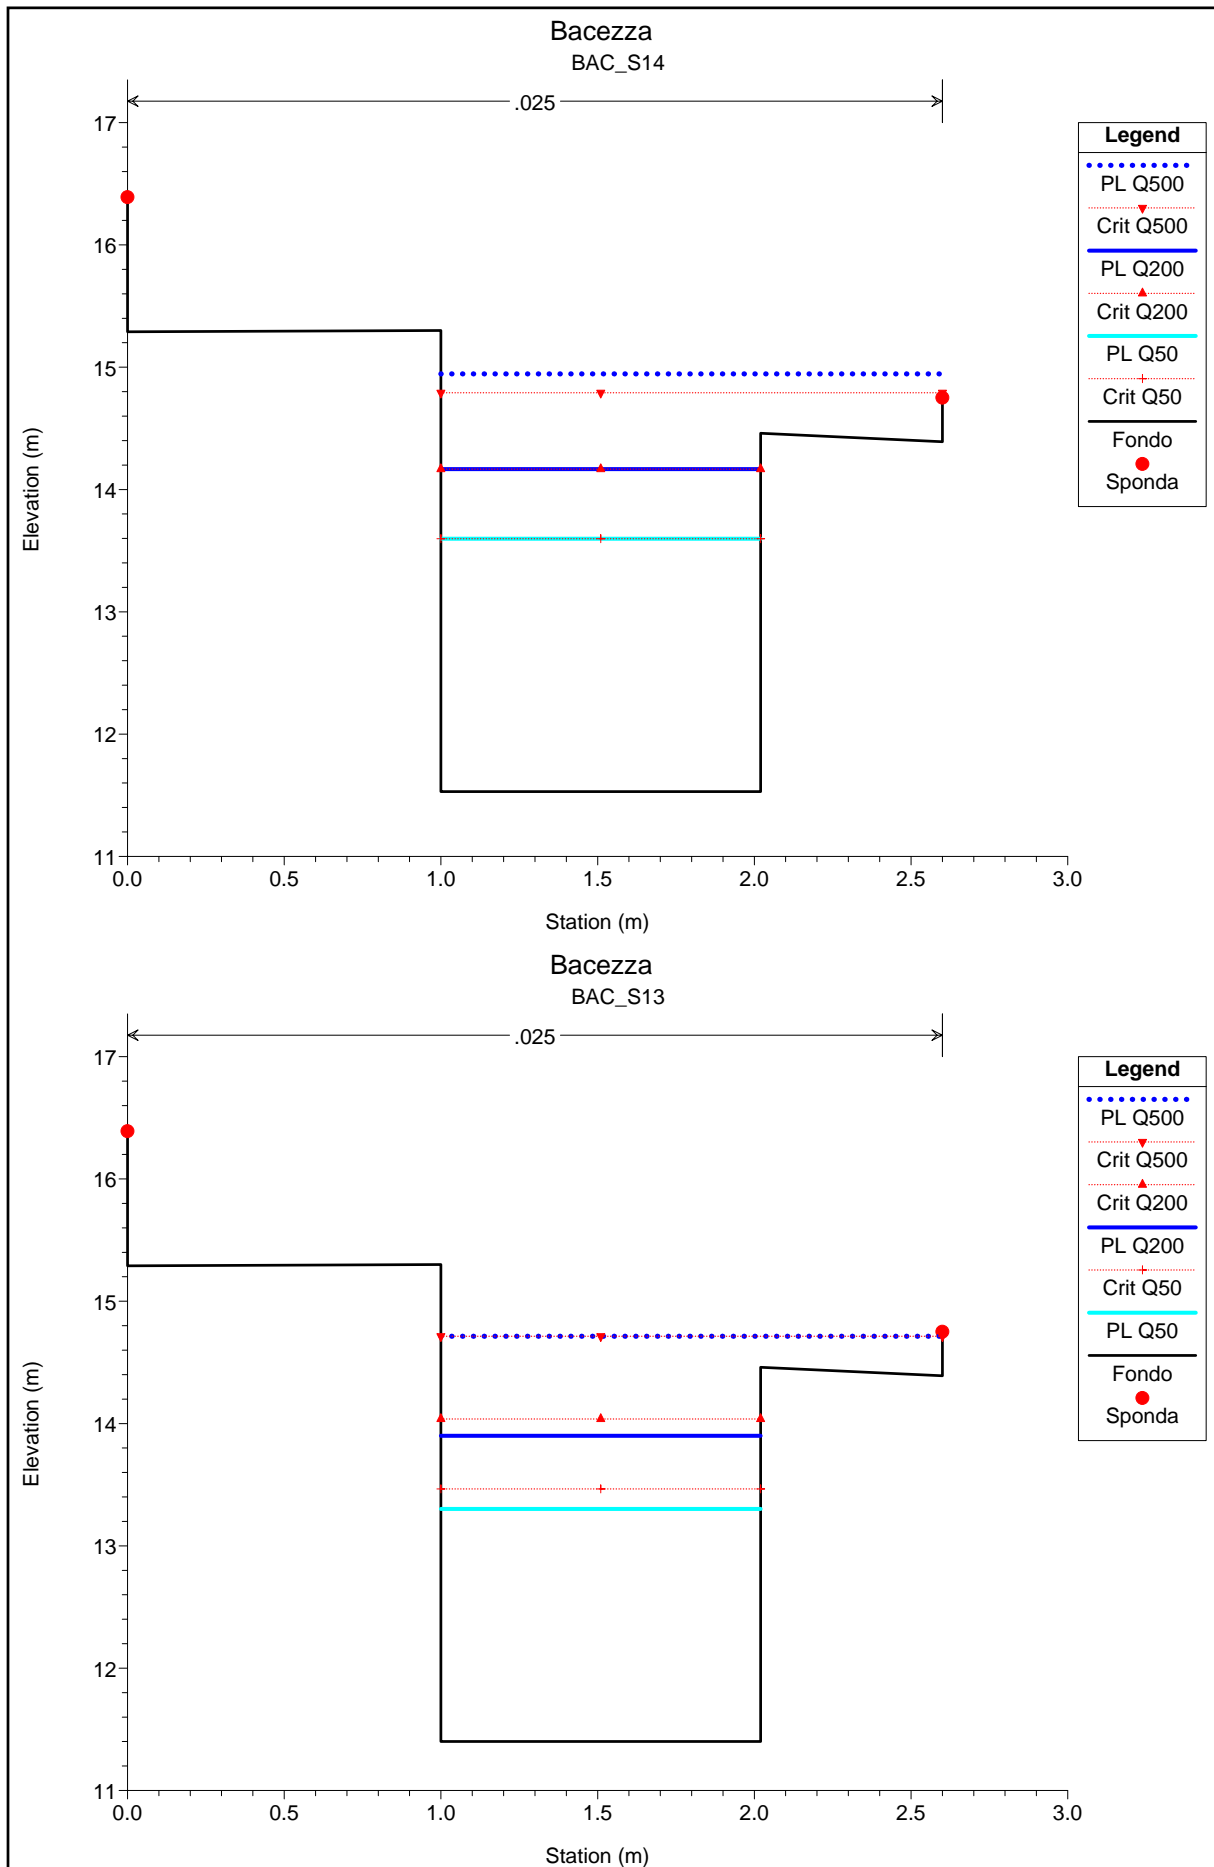 Bacezza
BAC_S14
.025
17
16
15
14
13
12
11
Elevation (m)
0.0 0.5 1.0 1.5 2.0 2.5 3.0
Station (m)
Legend
PL Q500
Crit Q500
PL Q200
Crit Q200
PL Q50
Crit Q50
Fondo
Sponda
Bacezza
BAC_S13
.025
17
16
15
14
13
12
11
Elevation (m)
0.0 0.5 1.0 1.5 2.0 2.5 3.0
Station (m)
Legend
PL Q500
Crit Q500
Crit Q200
PL Q200
Crit Q50
PL Q50
Fondo
Sponda